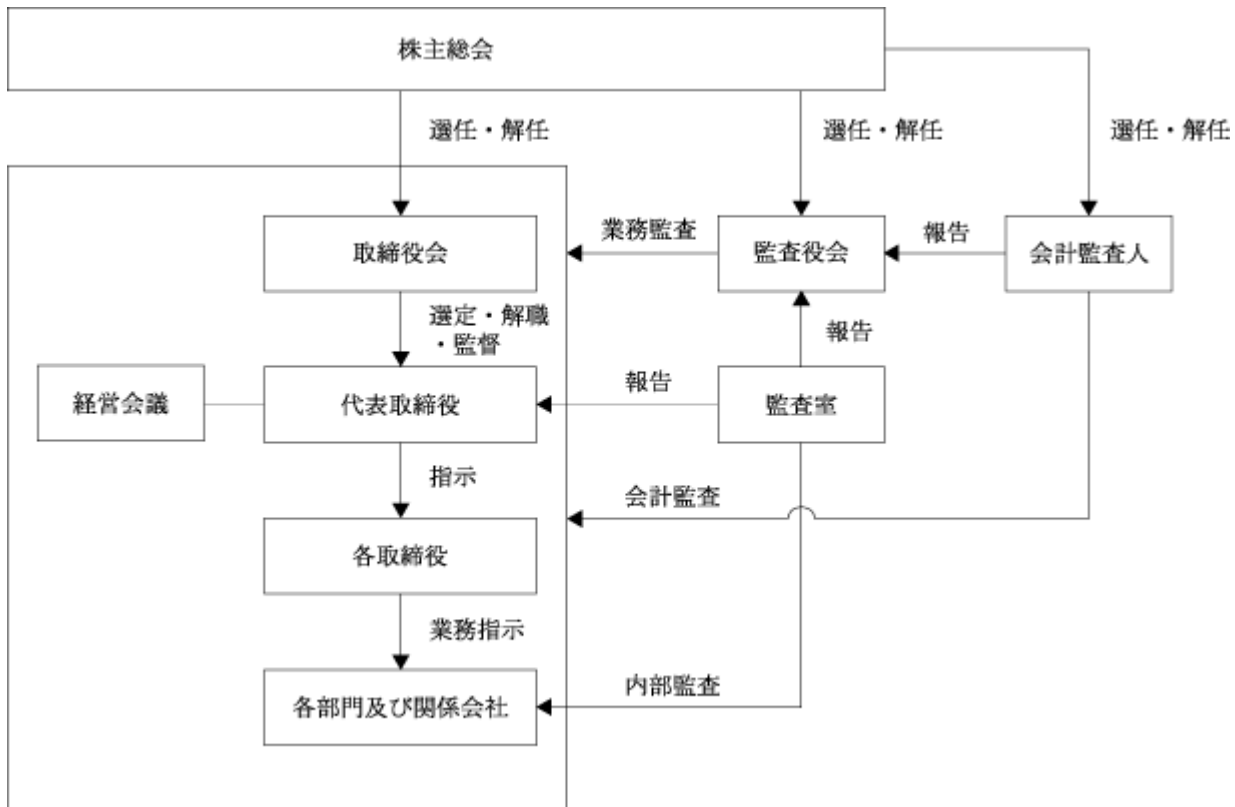 株主総会
選任・解任
選任・解任
選任・解任
取締役会
業務監査
監査役会
報告
会計監査人
選定・解職
・監督
報告
経営会議
代表取締役
報告
監査室
指示
会計監査
各取締役
業務指示
内部監査
各部門及び関係会社